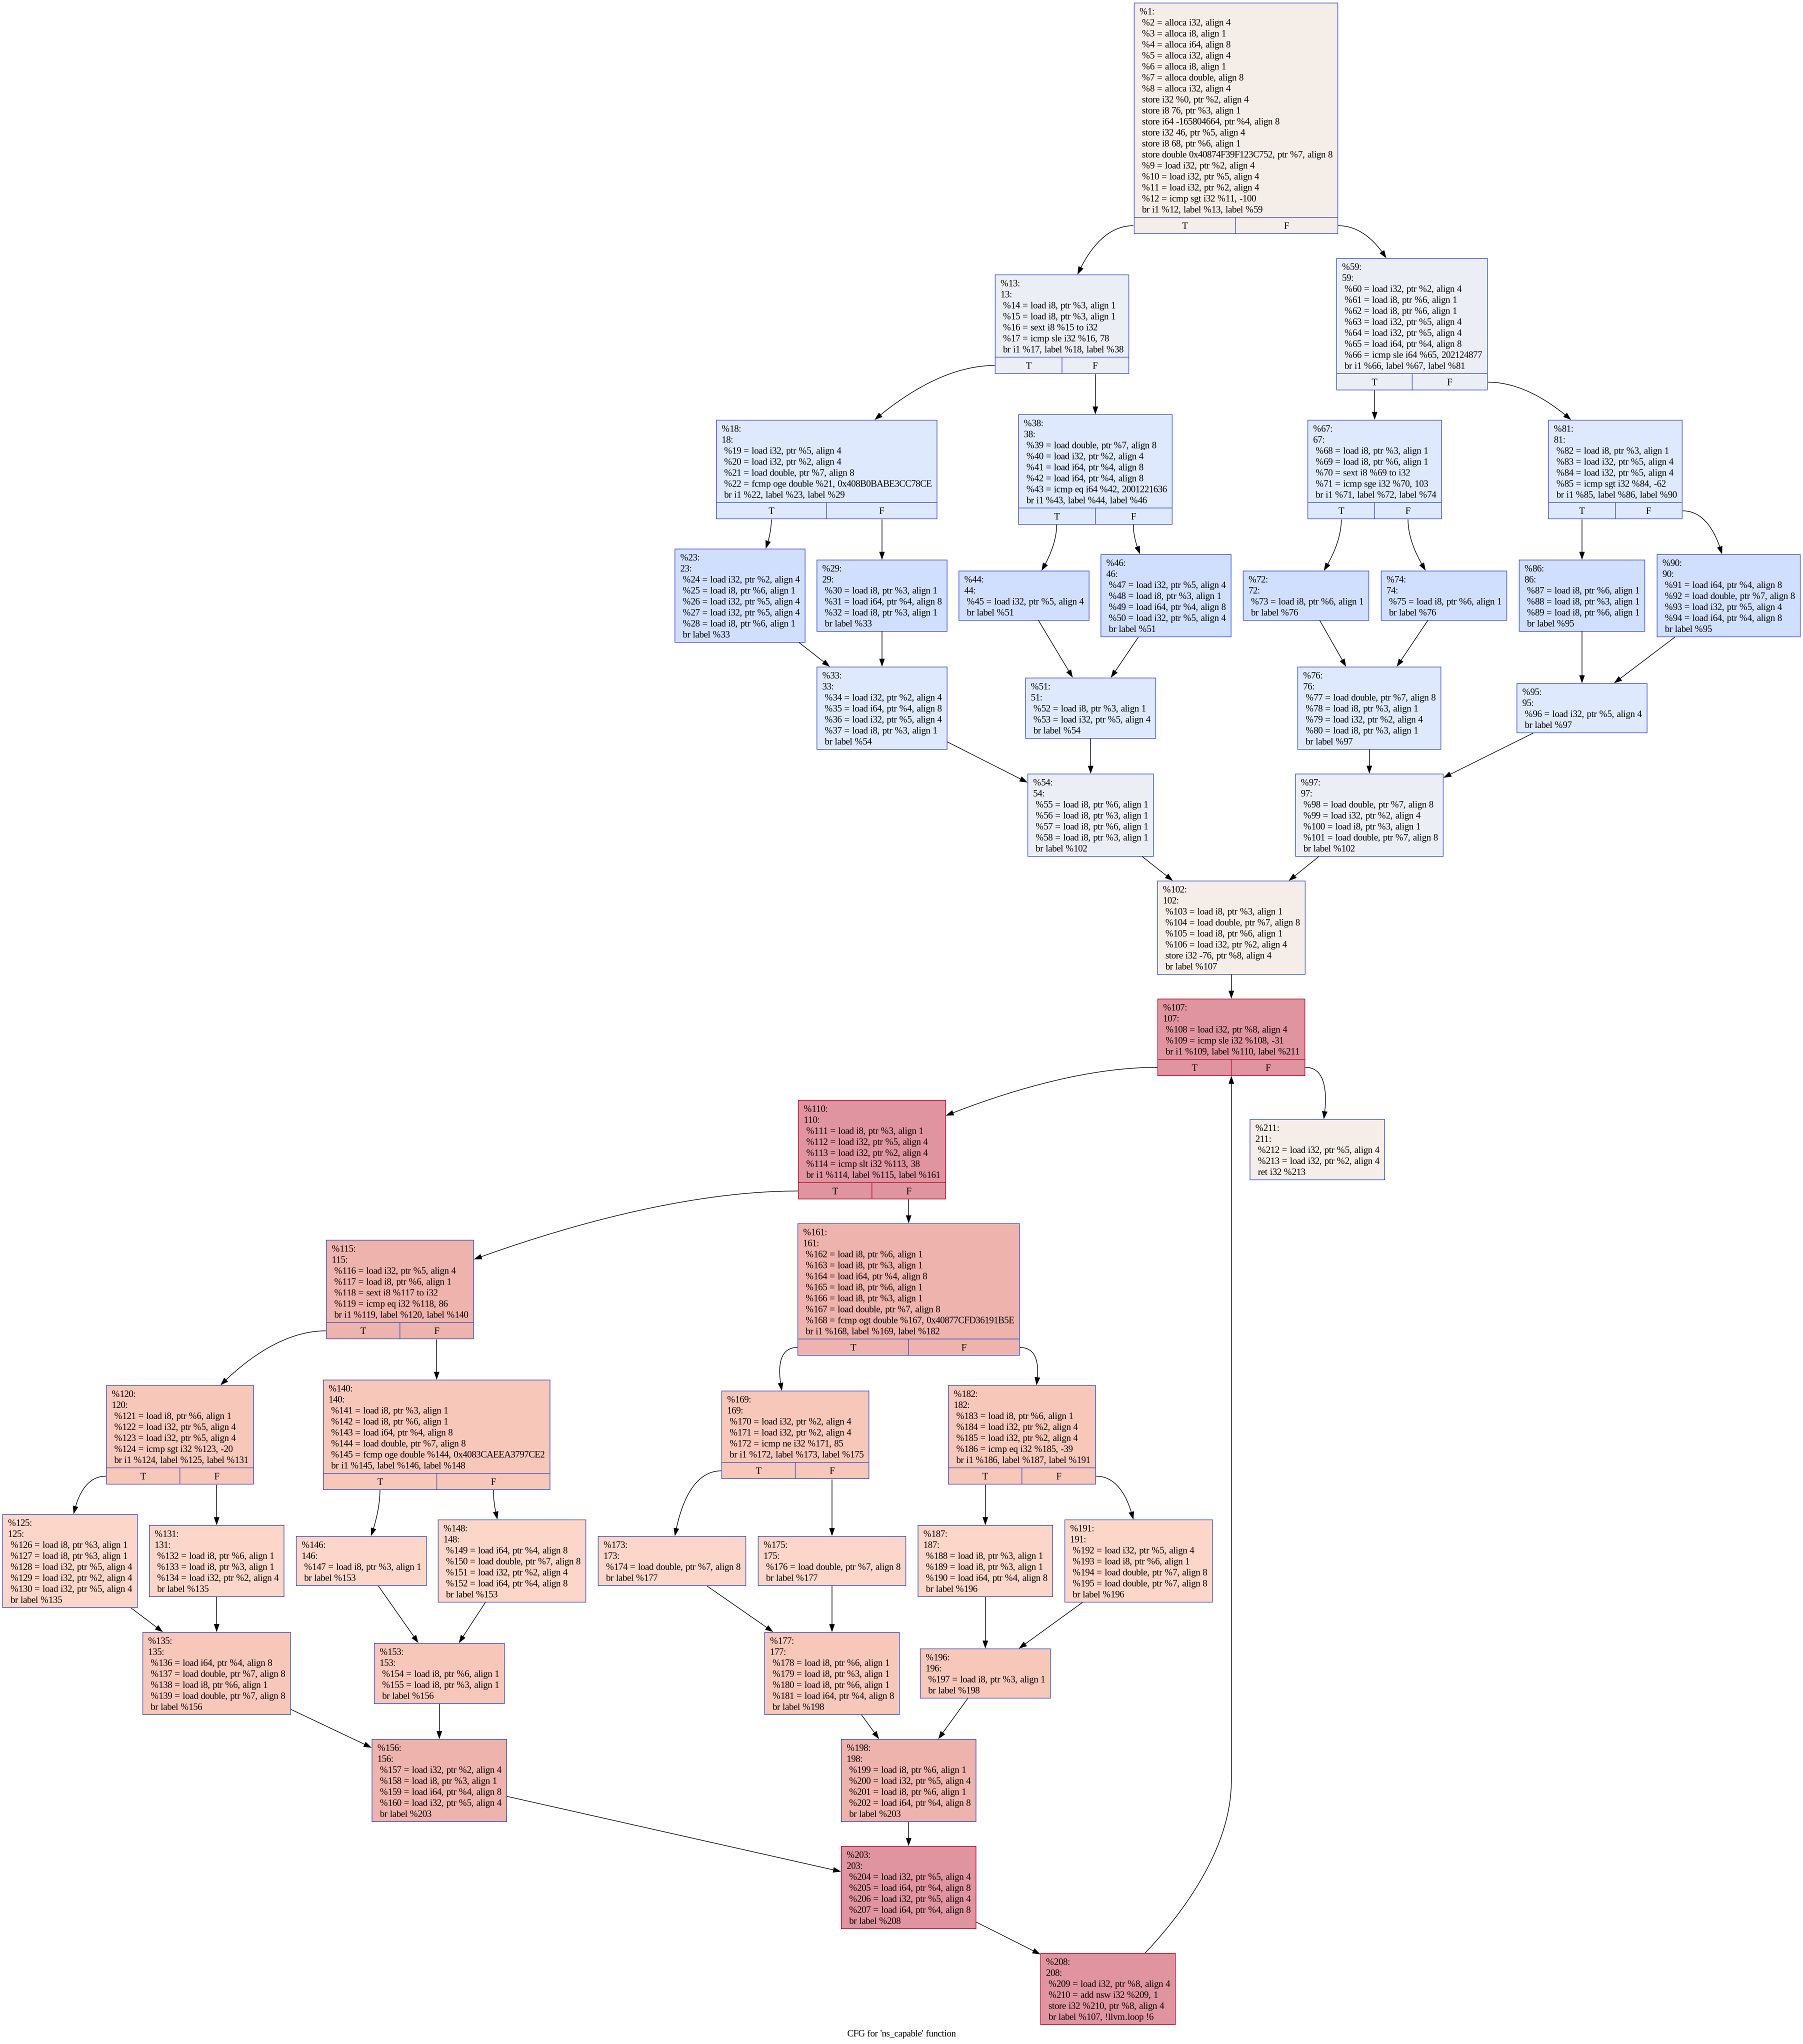 %1:
%2 = alloca i32, align 4
%3 = alloca i8, align 1
%4 = alloca i64, align 8
%5 = alloca i32, align 4
%6 = alloca i8, align 1
%7 = alloca double, align 8
%8 = alloca i32, align 4
store i32 %0, ptr %2, align 4
store i8 76, ptr %3, align 1
store i64 -165804664, ptr %4, align 8
store i32 46, ptr %5, align 4
store i8 68, ptr %6, align 1
store double 0x40874F39F123C752, ptr %7, align 8
%9 = load i32, ptr %2, align 4
%10 = load i32, ptr %5, align 4
%11 = load i32, ptr %2, align 4
%12 = icmp sgt i32 %11, -100
br i1 %12, label %13, label %59
T F
%13:
13:
%14 = load i8, ptr %3, align 1
%15 = load i8, ptr %3, align 1
%16 = sext i8 %15 to i32
%17 = icmp sle i32 %16, 78
br i1 %17, label %18, label %38
T F
%59:
59:
%60 = load i32, ptr %2, align 4
%61 = load i8, ptr %6, align 1
%62 = load i8, ptr %6, align 1
%63 = load i32, ptr %5, align 4
%64 = load i32, ptr %5, align 4
%65 = load i64, ptr %4, align 8
%66 = icmp sle i64 %65, 202124877
br i1 %66, label %67, label %81
T F
%18:
18:
%19 = load i32, ptr %5, align 4
%20 = load i32, ptr %2, align 4
%21 = load double, ptr %7, align 8
%22 = fcmp oge double %21, 0x408B0BABE3CC78CE
br i1 %22, label %23, label %29
T F
%38:
38:
%39 = load double, ptr %7, align 8
%40 = load i32, ptr %2, align 4
%41 = load i64, ptr %4, align 8
%42 = load i64, ptr %4, align 8
%43 = icmp eq i64 %42, 2001221636
br i1 %43, label %44, label %46
T F
%67:
67:
%68 = load i8, ptr %3, align 1
%69 = load i8, ptr %6, align 1
%70 = sext i8 %69 to i32
%71 = icmp sge i32 %70, 103
br i1 %71, label %72, label %74
T F
%81:
81:
%82 = load i8, ptr %3, align 1
%83 = load i32, ptr %5, align 4
%84 = load i32, ptr %5, align 4
%85 = icmp sgt i32 %84, -62
br i1 %85, label %86, label %90
T F
%23:
23:
%24 = load i32, ptr %2, align 4
%25 = load i8, ptr %6, align 1
%26 = load i32, ptr %5, align 4
%27 = load i32, ptr %5, align 4
%28 = load i8, ptr %6, align 1
br label %33
%29:
29:
%30 = load i8, ptr %3, align 1
%31 = load i64, ptr %4, align 8
%32 = load i8, ptr %3, align 1
br label %33
%44:
44:
%45 = load i32, ptr %5, align 4
br label %51
%46:
46:
%47 = load i32, ptr %5, align 4
%48 = load i8, ptr %3, align 1
%49 = load i64, ptr %4, align 8
%50 = load i32, ptr %5, align 4
br label %51
%72:
72:
%73 = load i8, ptr %6, align 1
br label %76
%74:
74:
%75 = load i8, ptr %6, align 1
br label %76
%86:
86:
%87 = load i8, ptr %6, align 1
%88 = load i8, ptr %3, align 1
%89 = load i8, ptr %6, align 1
br label %95
%90:
90:
%91 = load i64, ptr %4, align 8
%92 = load double, ptr %7, align 8
%93 = load i32, ptr %5, align 4
%94 = load i64, ptr %4, align 8
br label %95
%33:
33:
%34 = load i32, ptr %2, align 4
%35 = load i64, ptr %4, align 8
%36 = load i32, ptr %5, align 4
%37 = load i8, ptr %3, align 1
br label %54
%51:
51:
%52 = load i8, ptr %3, align 1
%53 = load i32, ptr %5, align 4
br label %54
%76:
76:
%77 = load double, ptr %7, align 8
%78 = load i8, ptr %3, align 1
%79 = load i32, ptr %2, align 4
%80 = load i8, ptr %3, align 1
br label %97
%95:
95:
%96 = load i32, ptr %5, align 4
br label %97
%54:
54:
%55 = load i8, ptr %6, align 1
%56 = load i8, ptr %3, align 1
%57 = load i8, ptr %6, align 1
%58 = load i8, ptr %3, align 1
br label %102
%97:
97:
%98 = load double, ptr %7, align 8
%99 = load i32, ptr %2, align 4
%100 = load i8, ptr %3, align 1
%101 = load double, ptr %7, align 8
br label %102
%102:
102:
%103 = load i8, ptr %3, align 1
%104 = load double, ptr %7, align 8
%105 = load i8, ptr %6, align 1
%106 = load i32, ptr %2, align 4
store i32 -76, ptr %8, align 4
br label %107
%107:
107:
%108 = load i32, ptr %8, align 4
%109 = icmp sle i32 %108, -31
br i1 %109, label %110, label %211
T F
%110:
110:
%111 = load i8, ptr %3, align 1
%112 = load i32, ptr %5, align 4
%113 = load i32, ptr %2, align 4
%114 = icmp slt i32 %113, 38
br i1 %114, label %115, label %161
T F
%211:
211:
%212 = load i32, ptr %5, align 4
%213 = load i32, ptr %2, align 4
ret i32 %213
%115:
115:
%116 = load i32, ptr %5, align 4
%117 = load i8, ptr %6, align 1
%118 = sext i8 %117 to i32
%119 = icmp eq i32 %118, 86
br i1 %119, label %120, label %140
T F
%161:
161:
%162 = load i8, ptr %6, align 1
%163 = load i8, ptr %3, align 1
%164 = load i64, ptr %4, align 8
%165 = load i8, ptr %6, align 1
%166 = load i8, ptr %3, align 1
%167 = load double, ptr %7, align 8
%168 = fcmp ogt double %167, 0x40877CFD36191B5E
br i1 %168, label %169, label %182
T F
%120:
120:
%121 = load i8, ptr %6, align 1
%122 = load i32, ptr %5, align 4
%123 = load i32, ptr %5, align 4
%124 = icmp sgt i32 %123, -20
br i1 %124, label %125, label %131
T F
%140:
140:
%141 = load i8, ptr %3, align 1
%142 = load i8, ptr %6, align 1
%143 = load i64, ptr %4, align 8
%144 = load double, ptr %7, align 8
%145 = fcmp oge double %144, 0x4083CAEEA3797CE2
br i1 %145, label %146, label %148
T F
%169:
169:
%170 = load i32, ptr %2, align 4
%171 = load i32, ptr %2, align 4
%172 = icmp ne i32 %171, 85
br i1 %172, label %173, label %175
T F
%182:
182:
%183 = load i8, ptr %6, align 1
%184 = load i32, ptr %2, align 4
%185 = load i32, ptr %2, align 4
%186 = icmp eq i32 %185, -39
br i1 %186, label %187, label %191
T F
%125:
125:
%126 = load i8, ptr %3, align 1
%127 = load i8, ptr %3, align 1
%128 = load i32, ptr %5, align 4
%129 = load i32, ptr %2, align 4
%130 = load i32, ptr %5, align 4
br label %135
%131:
131:
%132 = load i8, ptr %6, align 1
%133 = load i8, ptr %3, align 1
%134 = load i32, ptr %2, align 4
br label %135
%146:
146:
%147 = load i8, ptr %3, align 1
br label %153
%148:
148:
%149 = load i64, ptr %4, align 8
%150 = load double, ptr %7, align 8
%151 = load i32, ptr %2, align 4
%152 = load i64, ptr %4, align 8
br label %153
%173:
173:
%174 = load double, ptr %7, align 8
br label %177
%175:
175:
%176 = load double, ptr %7, align 8
br label %177
%187:
187:
%188 = load i8, ptr %3, align 1
%189 = load i8, ptr %3, align 1
%190 = load i64, ptr %4, align 8
br label %196
%191:
191:
%192 = load i32, ptr %5, align 4
%193 = load i8, ptr %6, align 1
%194 = load double, ptr %7, align 8
%195 = load double, ptr %7, align 8
br label %196
%135:
135:
%136 = load i64, ptr %4, align 8
%137 = load double, ptr %7, align 8
%138 = load i8, ptr %6, align 1
%139 = load double, ptr %7, align 8
br label %156
%153:
153:
%154 = load i8, ptr %6, align 1
%155 = load i8, ptr %3, align 1
br label %156
%177:
177:
%178 = load i8, ptr %6, align 1
%179 = load i8, ptr %3, align 1
%180 = load i8, ptr %6, align 1
%181 = load i64, ptr %4, align 8
br label %198
%196:
196:
%197 = load i8, ptr %3, align 1
br label %198
%156:
156:
%157 = load i32, ptr %2, align 4
%158 = load i8, ptr %3, align 1
%159 = load i64, ptr %4, align 8
%160 = load i32, ptr %5, align 4
br label %203
%198:
198:
%199 = load i8, ptr %6, align 1
%200 = load i32, ptr %5, align 4
%201 = load i8, ptr %6, align 1
%202 = load i64, ptr %4, align 8
br label %203
%203:
203:
%204 = load i32, ptr %5, align 4
%205 = load i64, ptr %4, align 8
%206 = load i32, ptr %5, align 4
%207 = load i64, ptr %4, align 8
br label %208
%208:
208:
%209 = load i32, ptr %8, align 4
%210 = add nsw i32 %209, 1
store i32 %210, ptr %8, align 4
br label %107, !llvm.loop !6
CFG for 'ns_capable' function